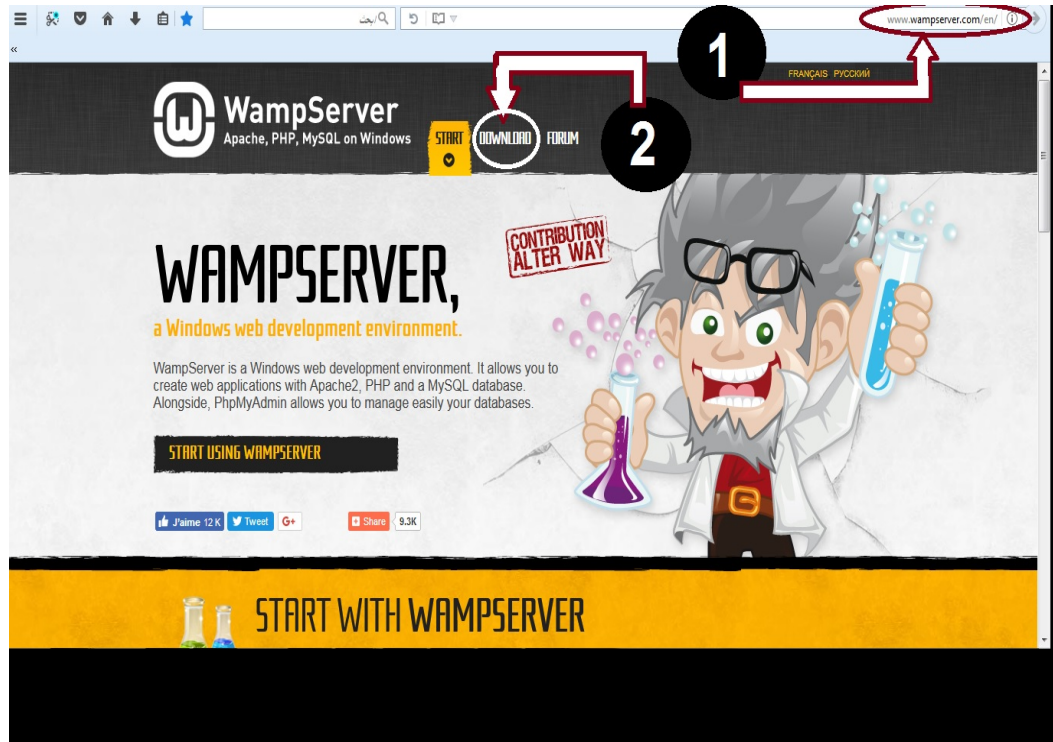 بحث
www.wampserver.com/en/
«
1
FRANÇAIS РУССКИЙ
WampServer
Apache, PHP, MySQL on Windows
START DOWNLOAD FORUM
2
CONTRIBUTION
ALTER WAY
WAMPSERVER,
a Windows web development environment.
WampServer is a Windows web development environment. It allows you to
create web applications with Apache2, PHP and a MySQL database.
Alongside, PhpMyAdmin allows you to manage easily your databases.
START USING WAMPSERVER
J'aime 12 K Tweet G+ Share 9.3K
START WITH WAMPSERVER